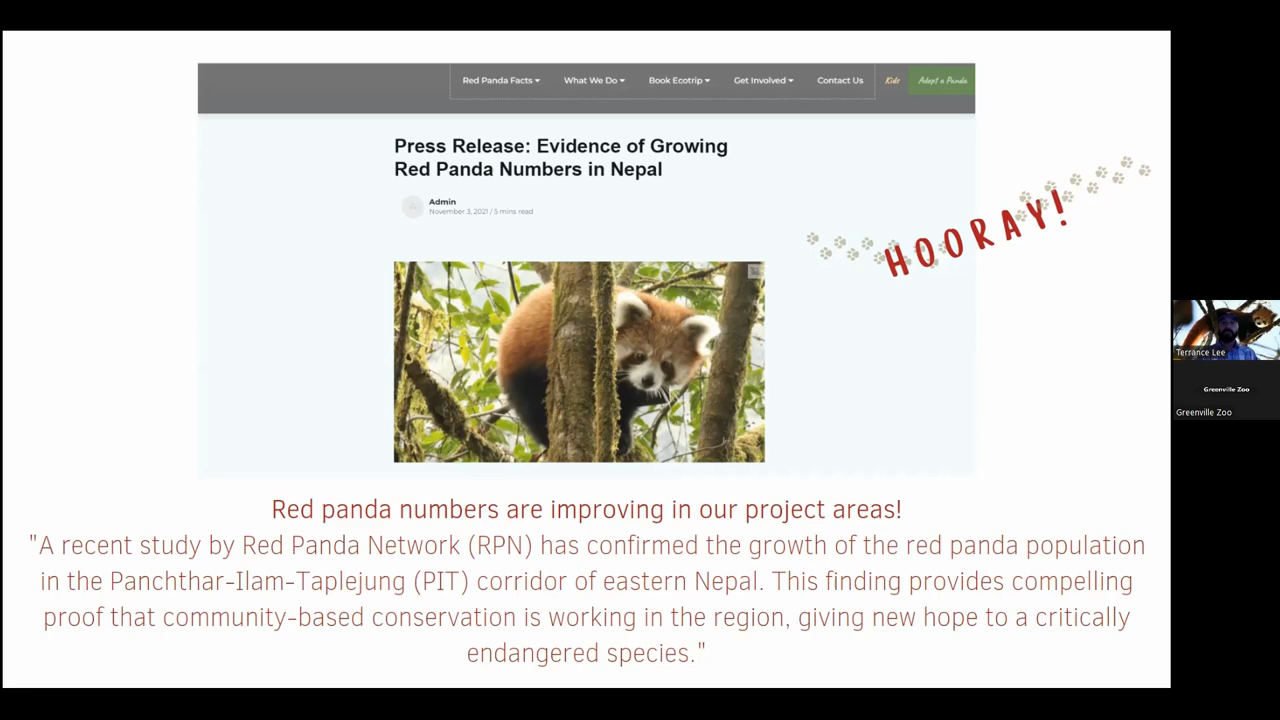 Red Panda Facts What We Do Book Ecotrip Get Involved Contact Us Kids Adopt a Panda
Press Release: Evidence of Growing
Red Panda Numbers in Nepal
Admin
November 3, 2021 / 5 mins read
HOORAY!
Red panda numbers are improving in our project areas!
"A recent study by Red Panda Network (RPN) has confirmed the growth of the red panda population
in the Panchthar-Ilam-Taplejung (PIT) corridor of eastern Nepal. This finding provides compelling
proof that community-based conservation is working in the region, giving new hope to a critically
endangered species."
Terrance Lee
Greenville Zoo
Greenville Zoo